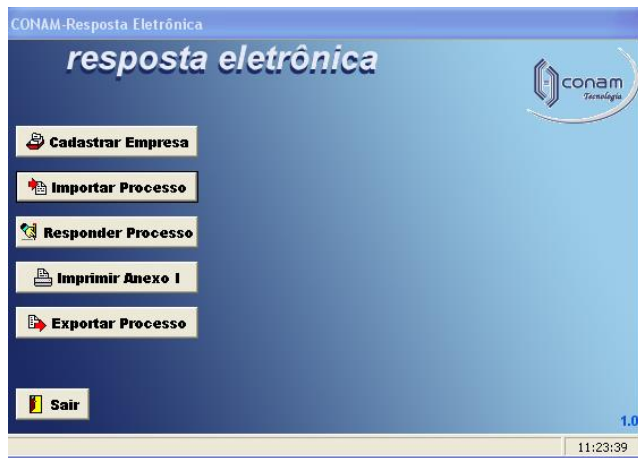 CONAM-Resposta Eletrônica
resposta eletrônica
conam
Tecnologia
Cadastrar Empresa
Importar Processo
Responder Processo
Imprimir Anexo I
Exportar Processo
Sair
1.0
11:23:39